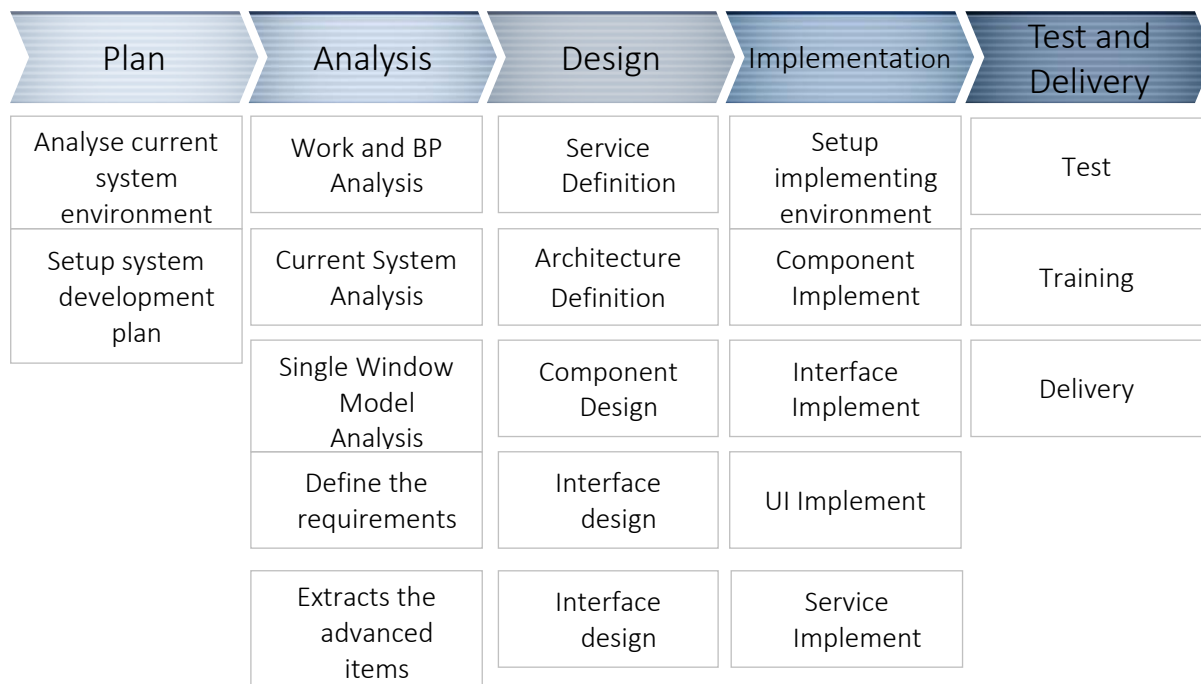 Plan
Analysis
Design
Implementation
Test and
Delivery
Analyse current
system
environment
Setup system
development
plan
Work and BP
Analysis
Current System
Analysis
Single Window
Model
Analysis
Define the
requirements
Extracts the
advanced
items
Service
Definition
Architecture
Definition
Component
Design
Interface
design
Interface
design
Setup
implementing
environment
Component
Implement
Interface
Implement
UI Implement
Service
Implement
Test
Training
Delivery